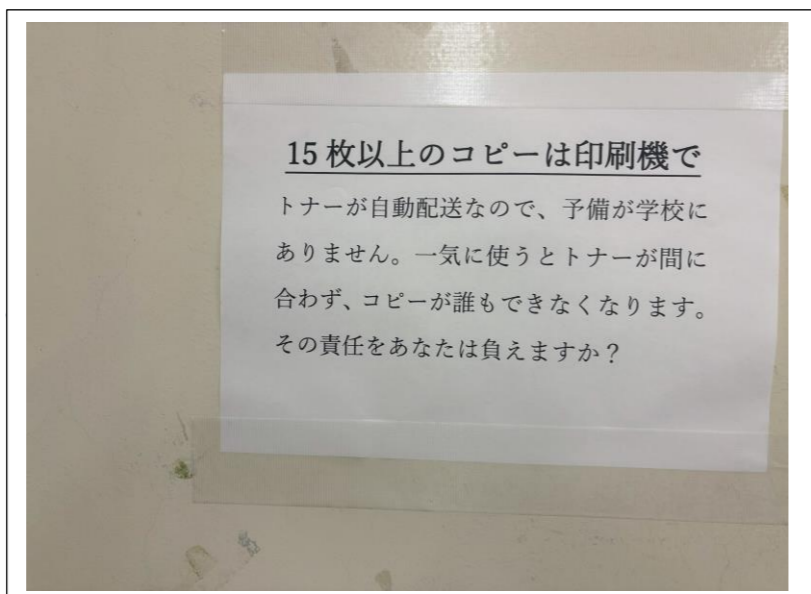 15枚以上のコピーは印刷機で
トナーが自動配送なので、予備が学校に
ありません。一気に使うとトナーが間に
合わず、コピーが誰もできなくなります。
その責任をあなたは負えますか？